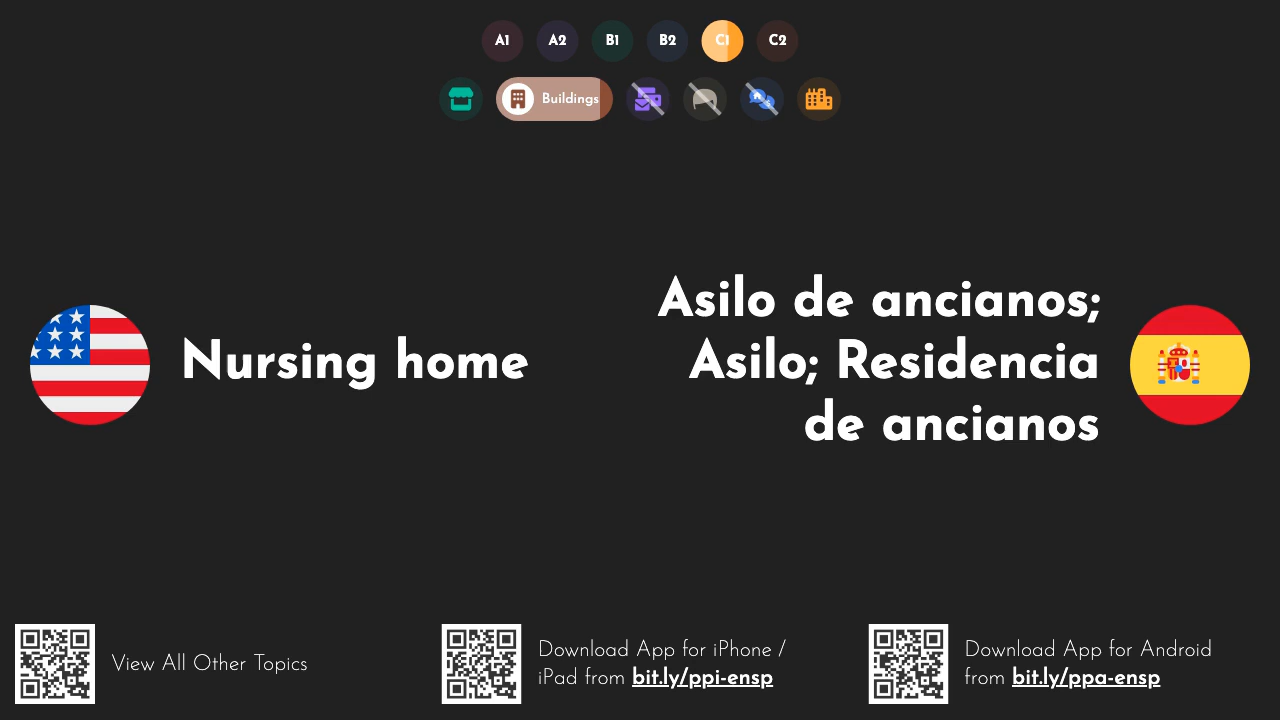 A1 A2 B1 B2 C1 C2
Buildings
Nursing home
Asilo de ancianos;
Asilo; Residencia
de ancianos
View All Other Topics
Download App for iPhone /
iPad from bit.ly/ppi-ensp
Download App for Android
from bit.ly/ppa-ensp